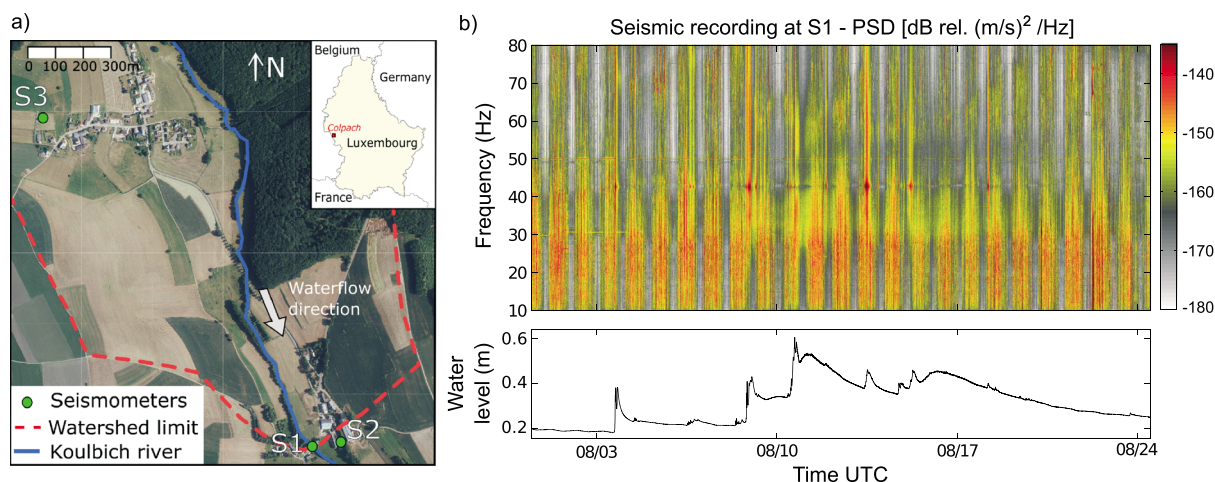 a)
0 100 200 300m
N
S3
Belgium
Germany
Colpach
Luxembourg
France
Waterflow
direction
Seismometers
Watershed limit
Koulbich river
S1
S2
b)
Seismic recording at S1 - PSD [dB rel. (m/s)² /Hz]
Frequency (Hz)
80
70
60
50
40
30
20
10
-140
-150
-160
-170
-180
Water
level (m)
0.6
0.4
0.2
08/03
08/10
08/17
08/24
Time UTC